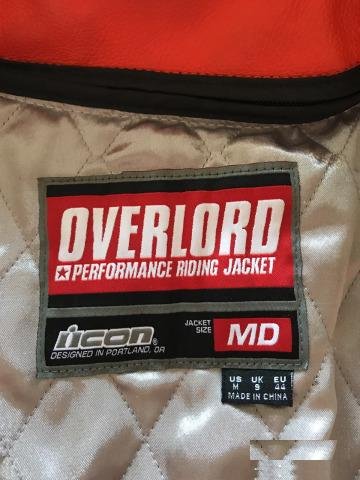 OVERLORD
PERFORMANCE RIDING JACKET
icon®
DESIGNED IN PORTLAND, OR
JACKET SIZE MD
US UK EU
M 9 44
MADE IN CHINA